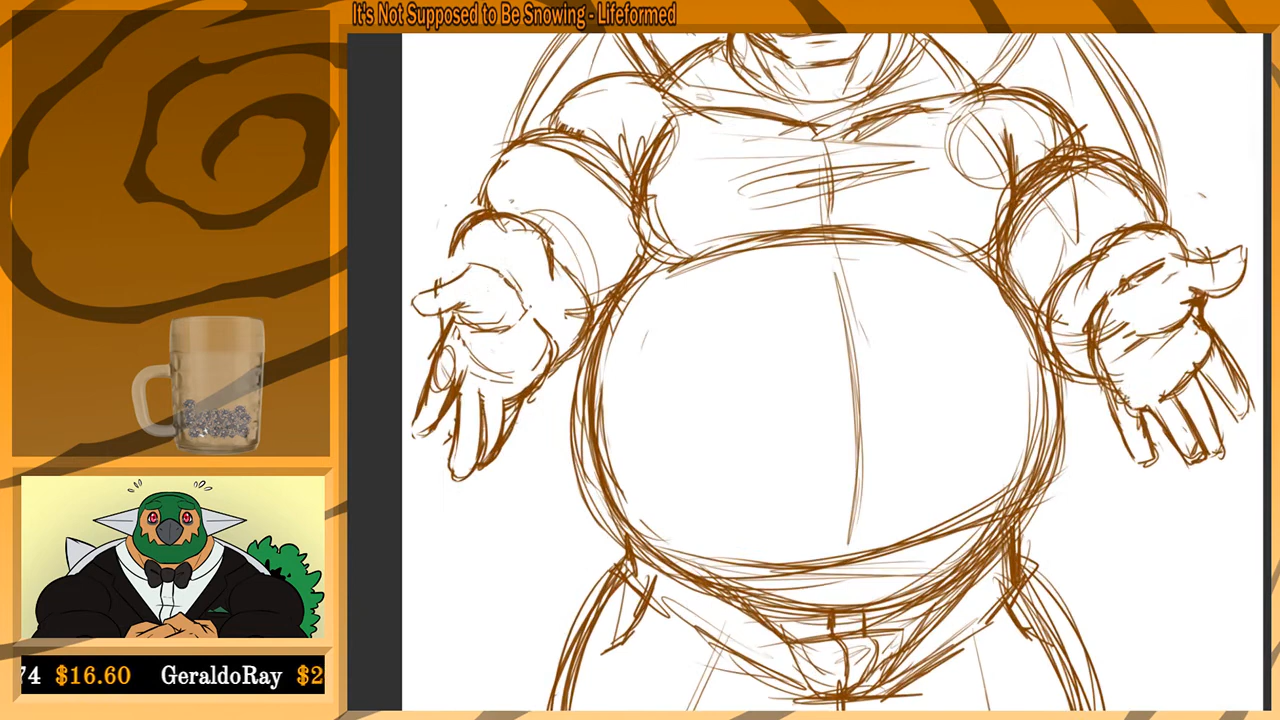 It's Not Supposed to Be Snowing - Lifeformed
74 $16.60 GeraldoRay $2